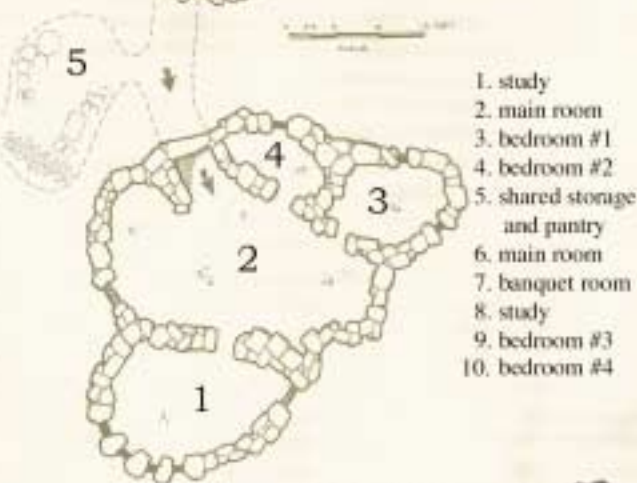 5
4
3
2
1
1. study
2. main room
3. bedroom #1
4. bedroom #2
5. shared storage
and pantry
6. main room
7. banquet room
8. study
9. bedroom #3
10. bedroom #4